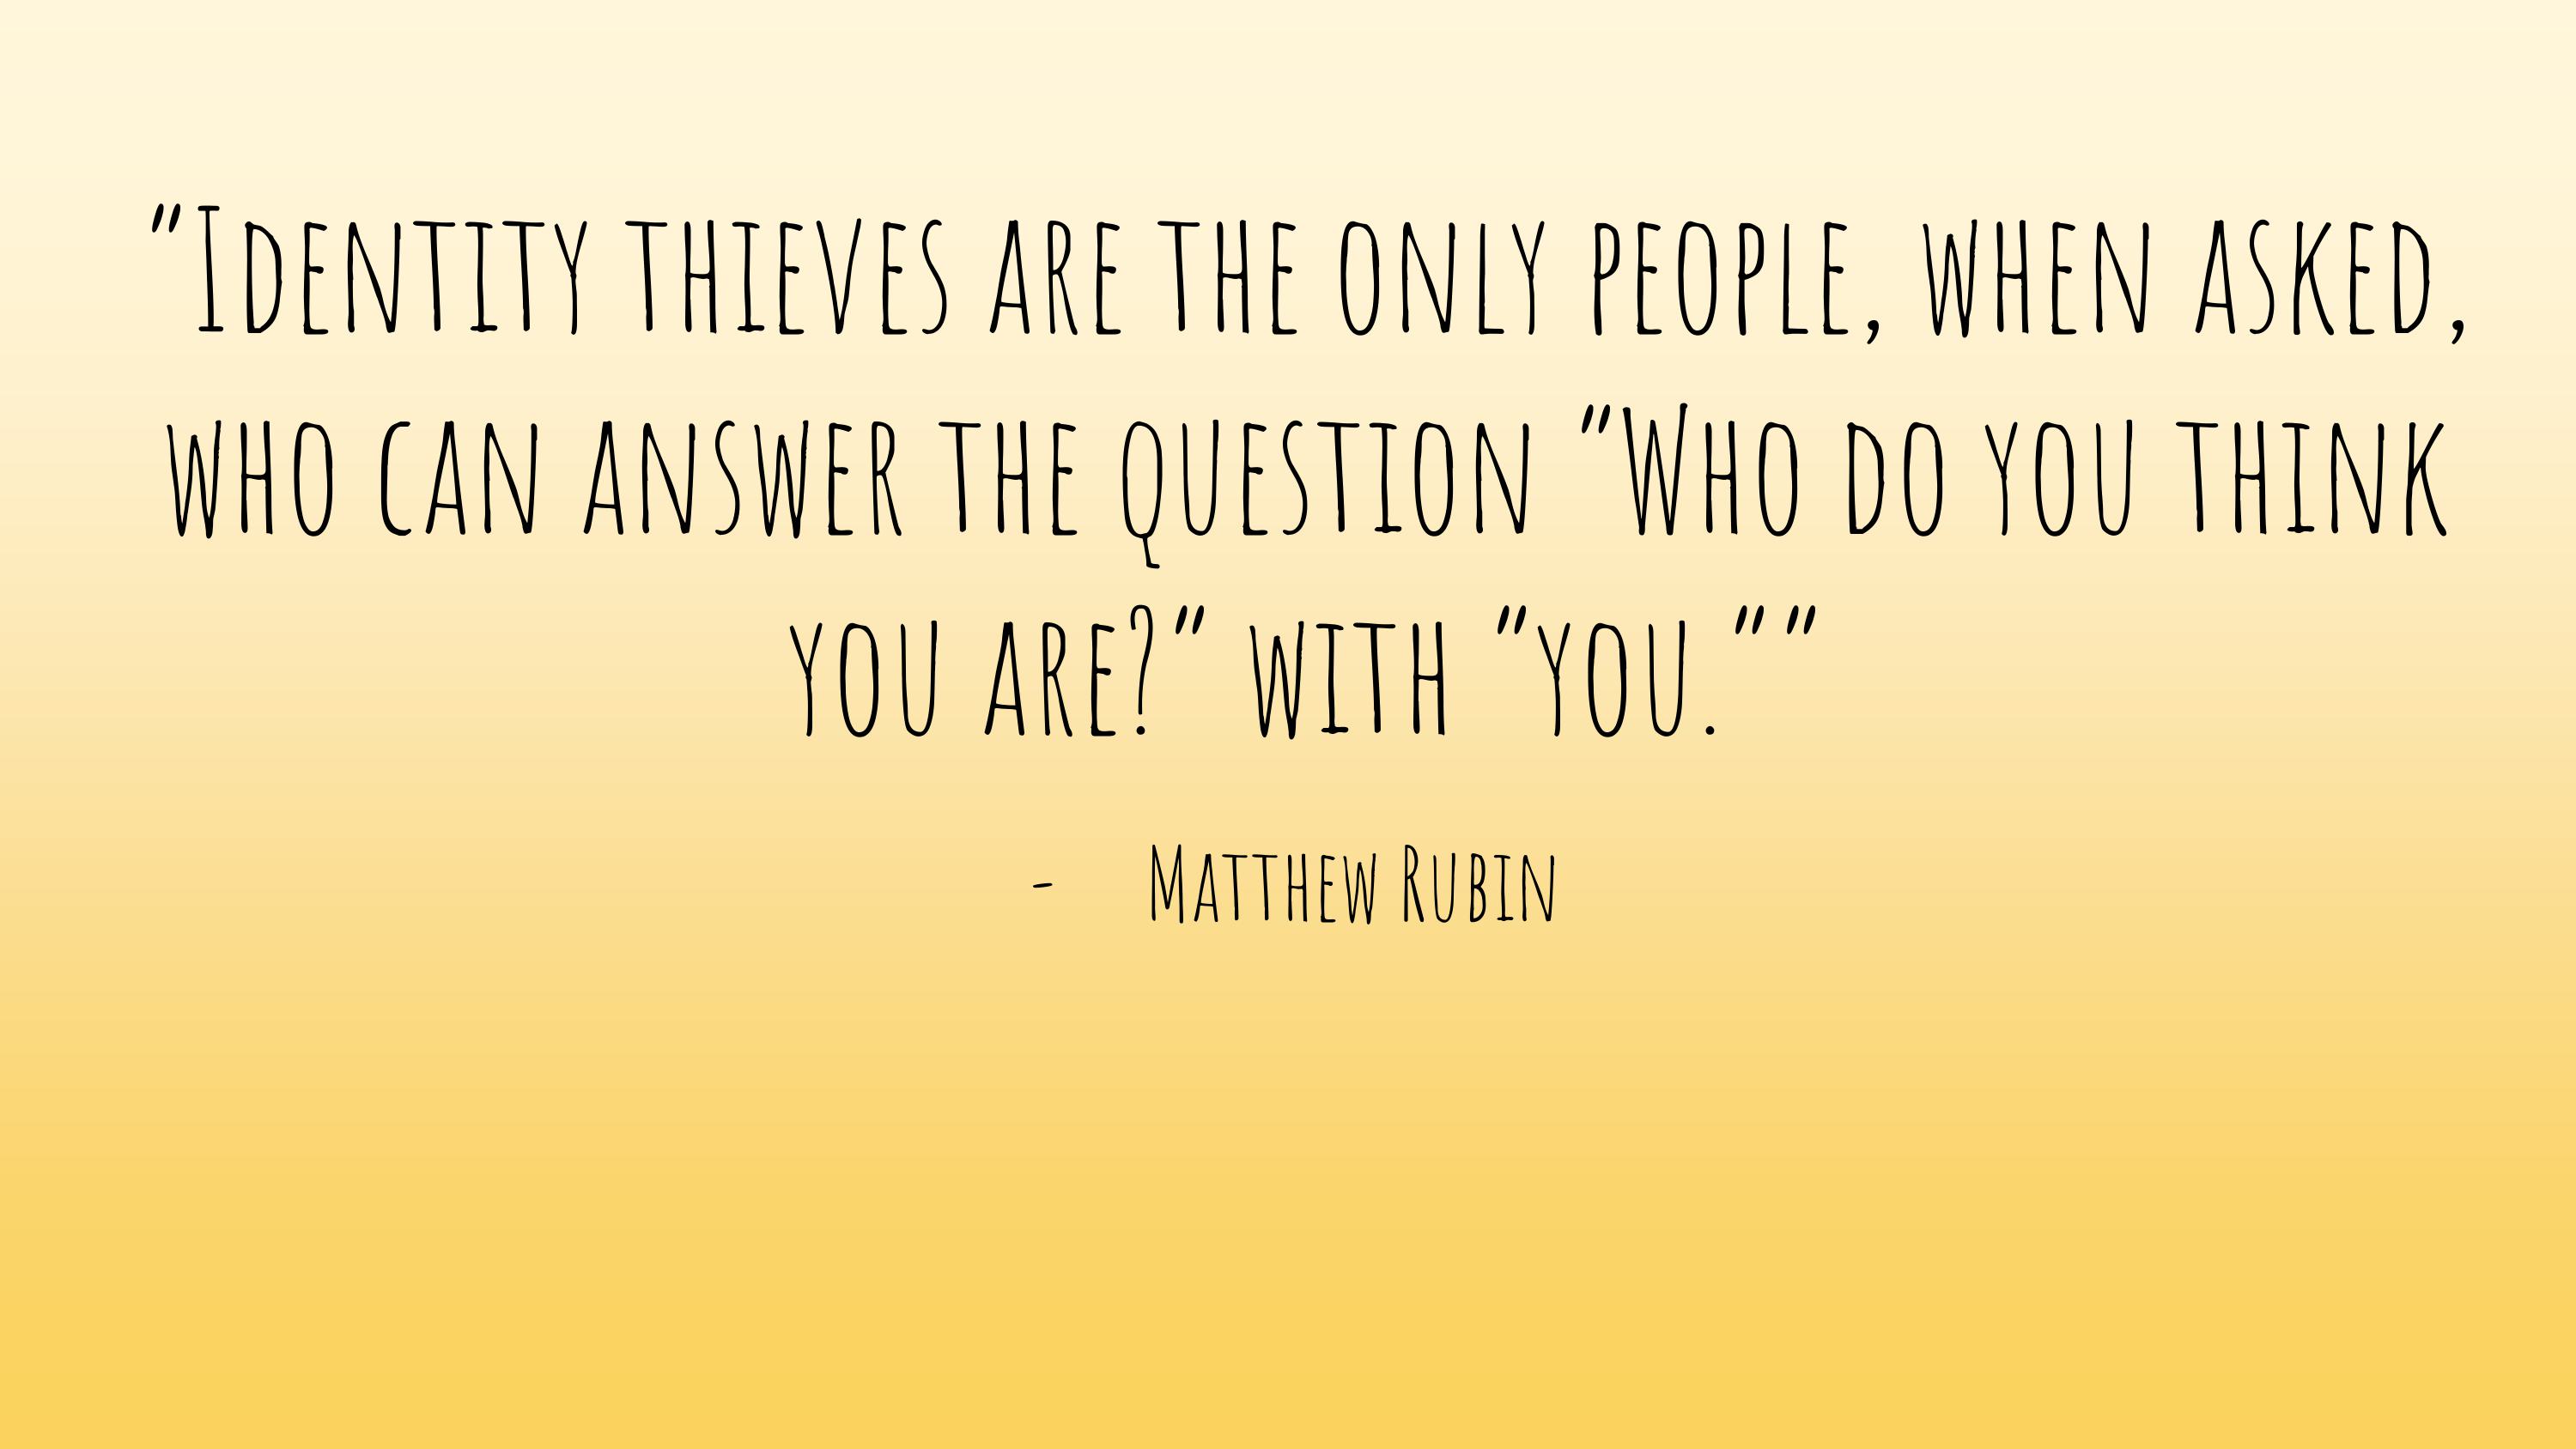 "Identity thieves are the only people, when asked,
who can answer the question "Who do you think
you are?" with "you.""
- Matthew Rubin